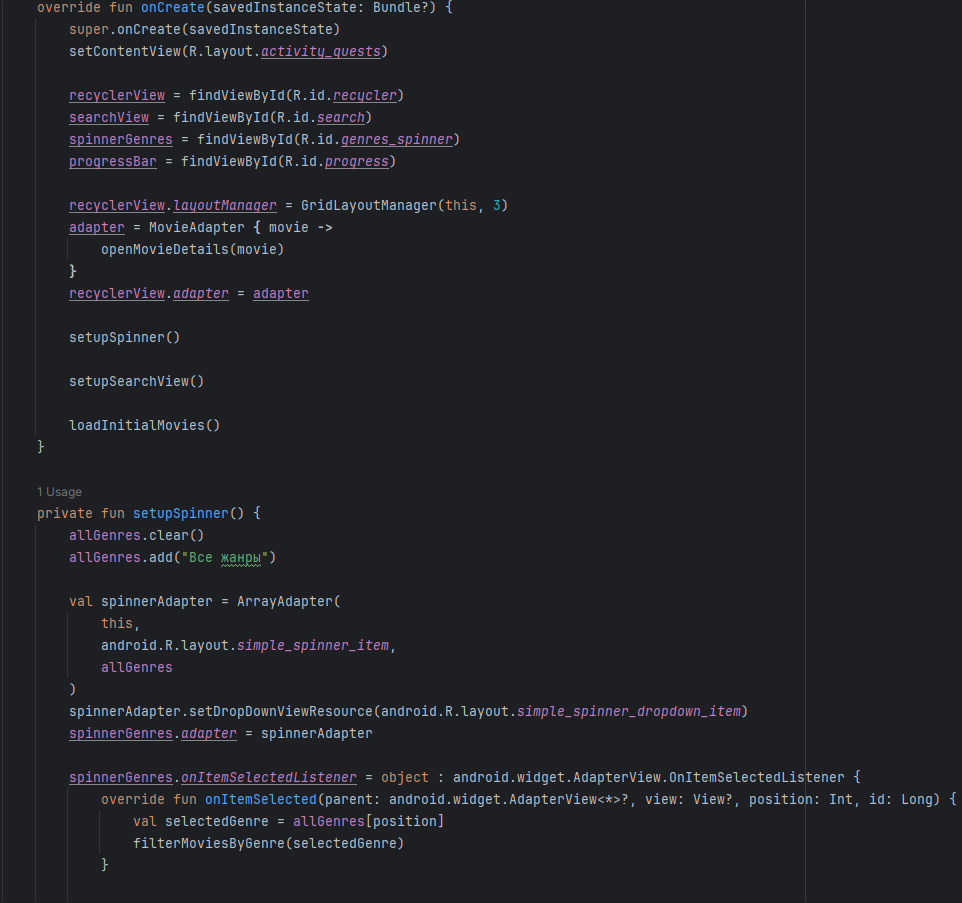 override fun onCreate(savedInstanceState: Bundle?) {
super.onCreate(savedInstanceState)
setContentView(R.layout.activity_quests)
recyclerView = findViewById(R.id.recycler)
searchView = findViewById(R.id.search)
spinnerGenres = findViewById(R.id.genres_spinner)
progressBar = findViewById(R.id.progress)
recyclerView.layoutManager = GridLayoutManager(this, 3)
adapter = MovieAdapter { movie ->
openMovieDetails(movie)
}
recyclerView.adapter = adapter
setupSpinner()
setupSearchView()
loadInitialMovies()
}
1 Usage
private fun setupSpinner() {
allGenres.clear()
allGenres.add("Все жанры")
val spinnerAdapter = ArrayAdapter(
this,
android.R.layout.simple_spinner_item,
allGenres
)
spinnerAdapter.setDropDownViewResource(android.R.layout.simple_spinner_dropdown_item)
spinnerGenres.adapter = spinnerAdapter
spinnerGenres.onItemSelectedListener = object : android.widget.AdapterView.OnItemSelectedListener {
override fun onItemSelected(parent: android.widget.AdapterView<*>?, view: View?, position: Int, id: Long) {
val selectedGenre = allGenres[position]
filterMoviesByGenre(selectedGenre)
}